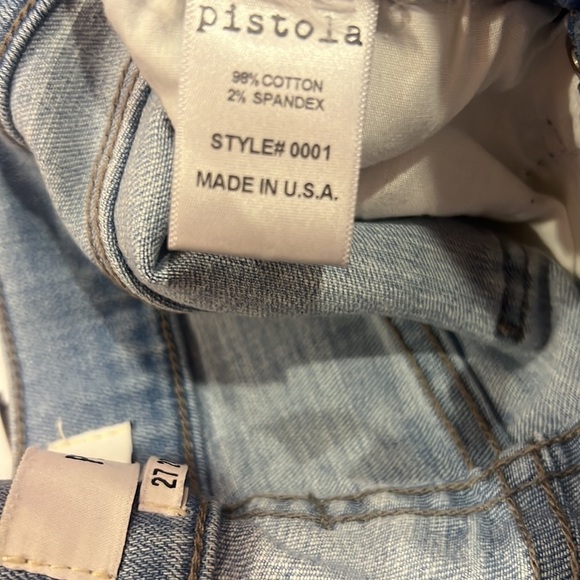 pistola
98% COTTON
2% SPANDEX
STYLE# 0001
MADE IN U.S.A.
27